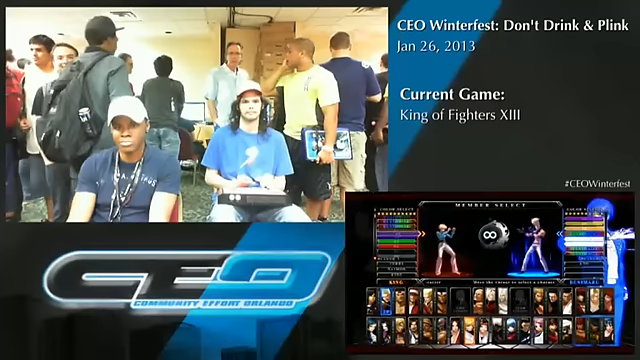 CEO Winterfest: Don't Drink & Plink
Jan 26, 2013
Current Game:
King of Fighters XIII
#CEOWinterfest
MEMBER SELECT
CEO
COMMUNITY EFFORT ORLANDO
KING